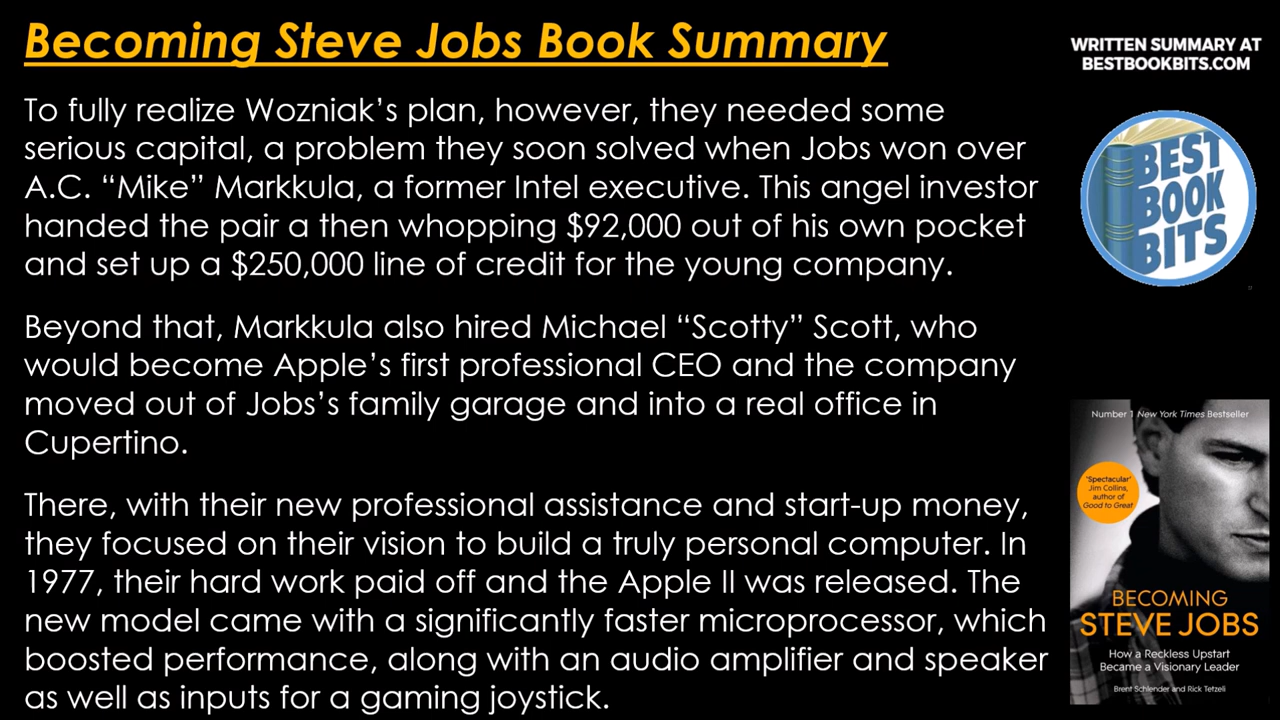 Becoming Steve Jobs Book Summary
WRITTEN SUMMARY AT
BESTBOOKBITS.COM
To fully realize Wozniak’s plan, however, they needed some
serious capital, a problem they soon solved when Jobs won over
A.C. “Mike” Markkula, a former Intel executive. This angel investor
handed the pair a then whopping $92,000 out of his own pocket
and set up a $250,000 line of credit for the young company.
Beyond that, Markkula also hired Michael “Scotty” Scott, who
would become Apple’s first professional CEO and the company
moved out of Jobs’s family garage and into a real office in
Cupertino.
There, with their new professional assistance and start-up money,
they focused on their vision to build a truly personal computer. In
1977, their hard work paid off and the Apple II was released. The
new model came with a significantly faster microprocessor, which
boosted performance, along with an audio amplifier and speaker
as well as inputs for a gaming joystick.
BEST
BOOK
BITS
Number 1 New York Times Bestseller
‘Spectacular’
Jim Collins,
author of
Good to Great
BECOMING
STEVE JOBS
How a Reckless Upstart
Became a Visionary Leader
Brent Schlender and Rick Tetzeli